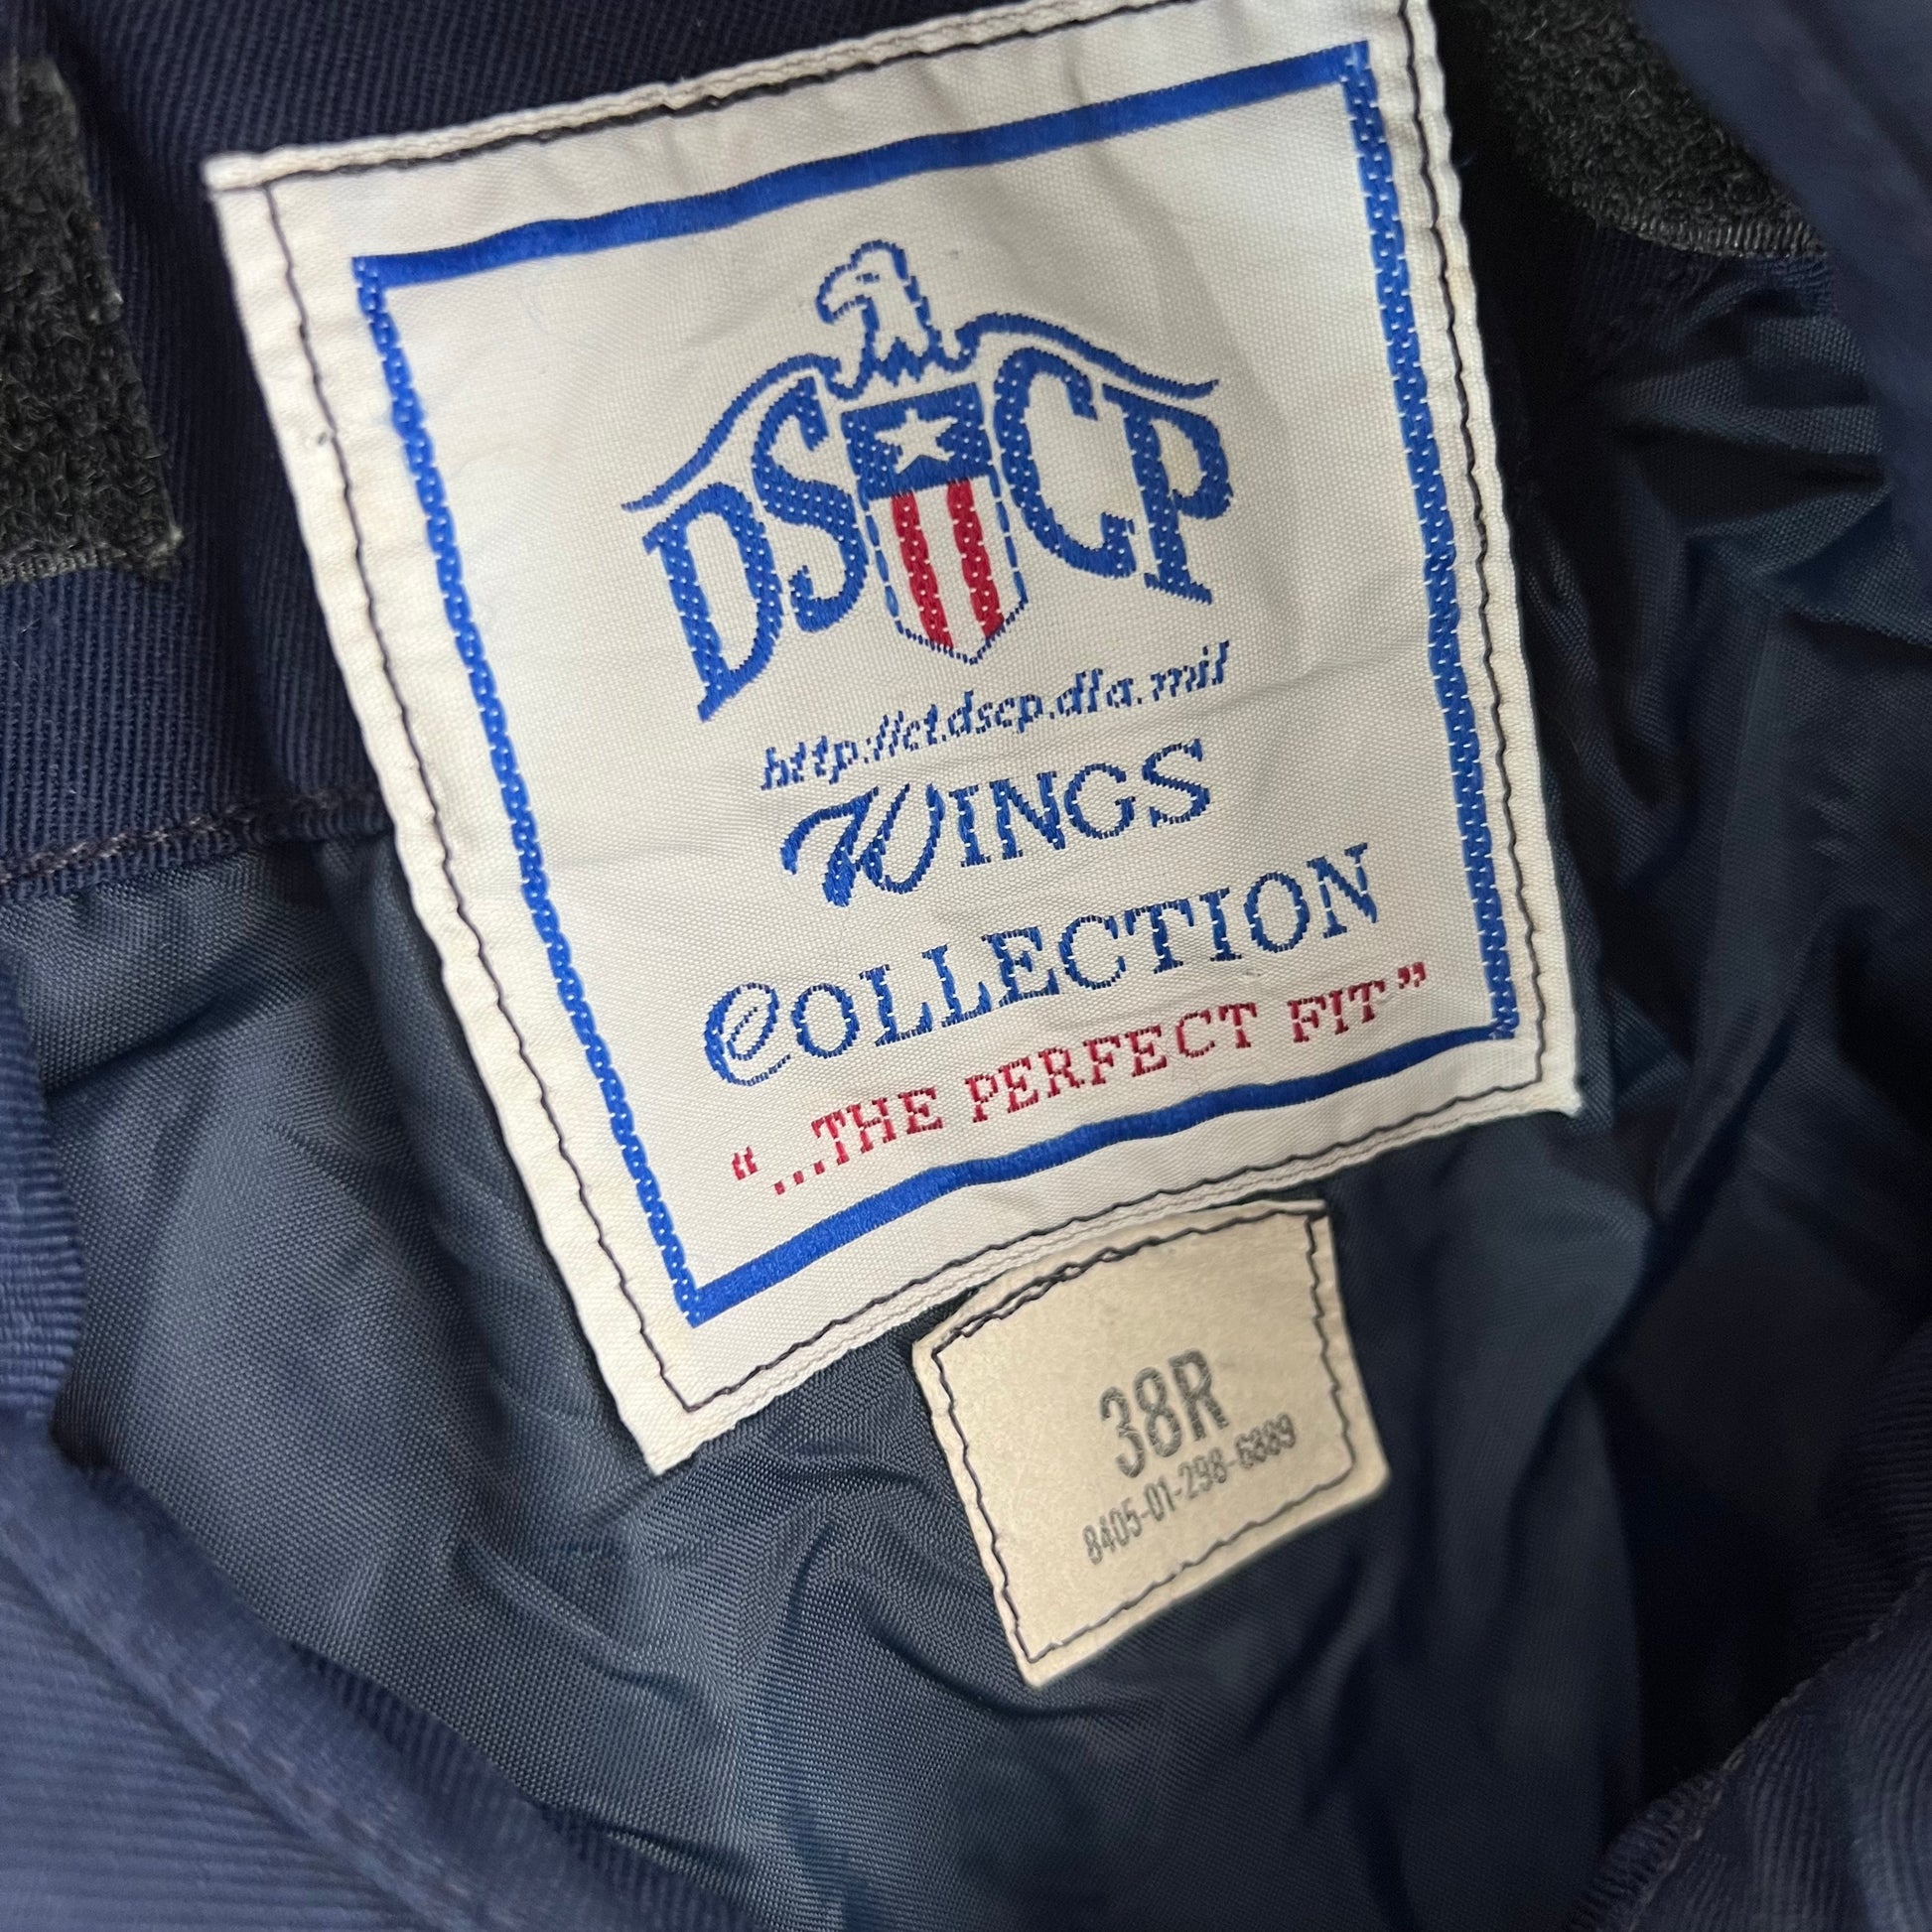 DSCP
http://ct.dscp.dla.mil
WINGS
COLLECTION
“...THE PERFECT FIT”
38R
8405-01-298-6889